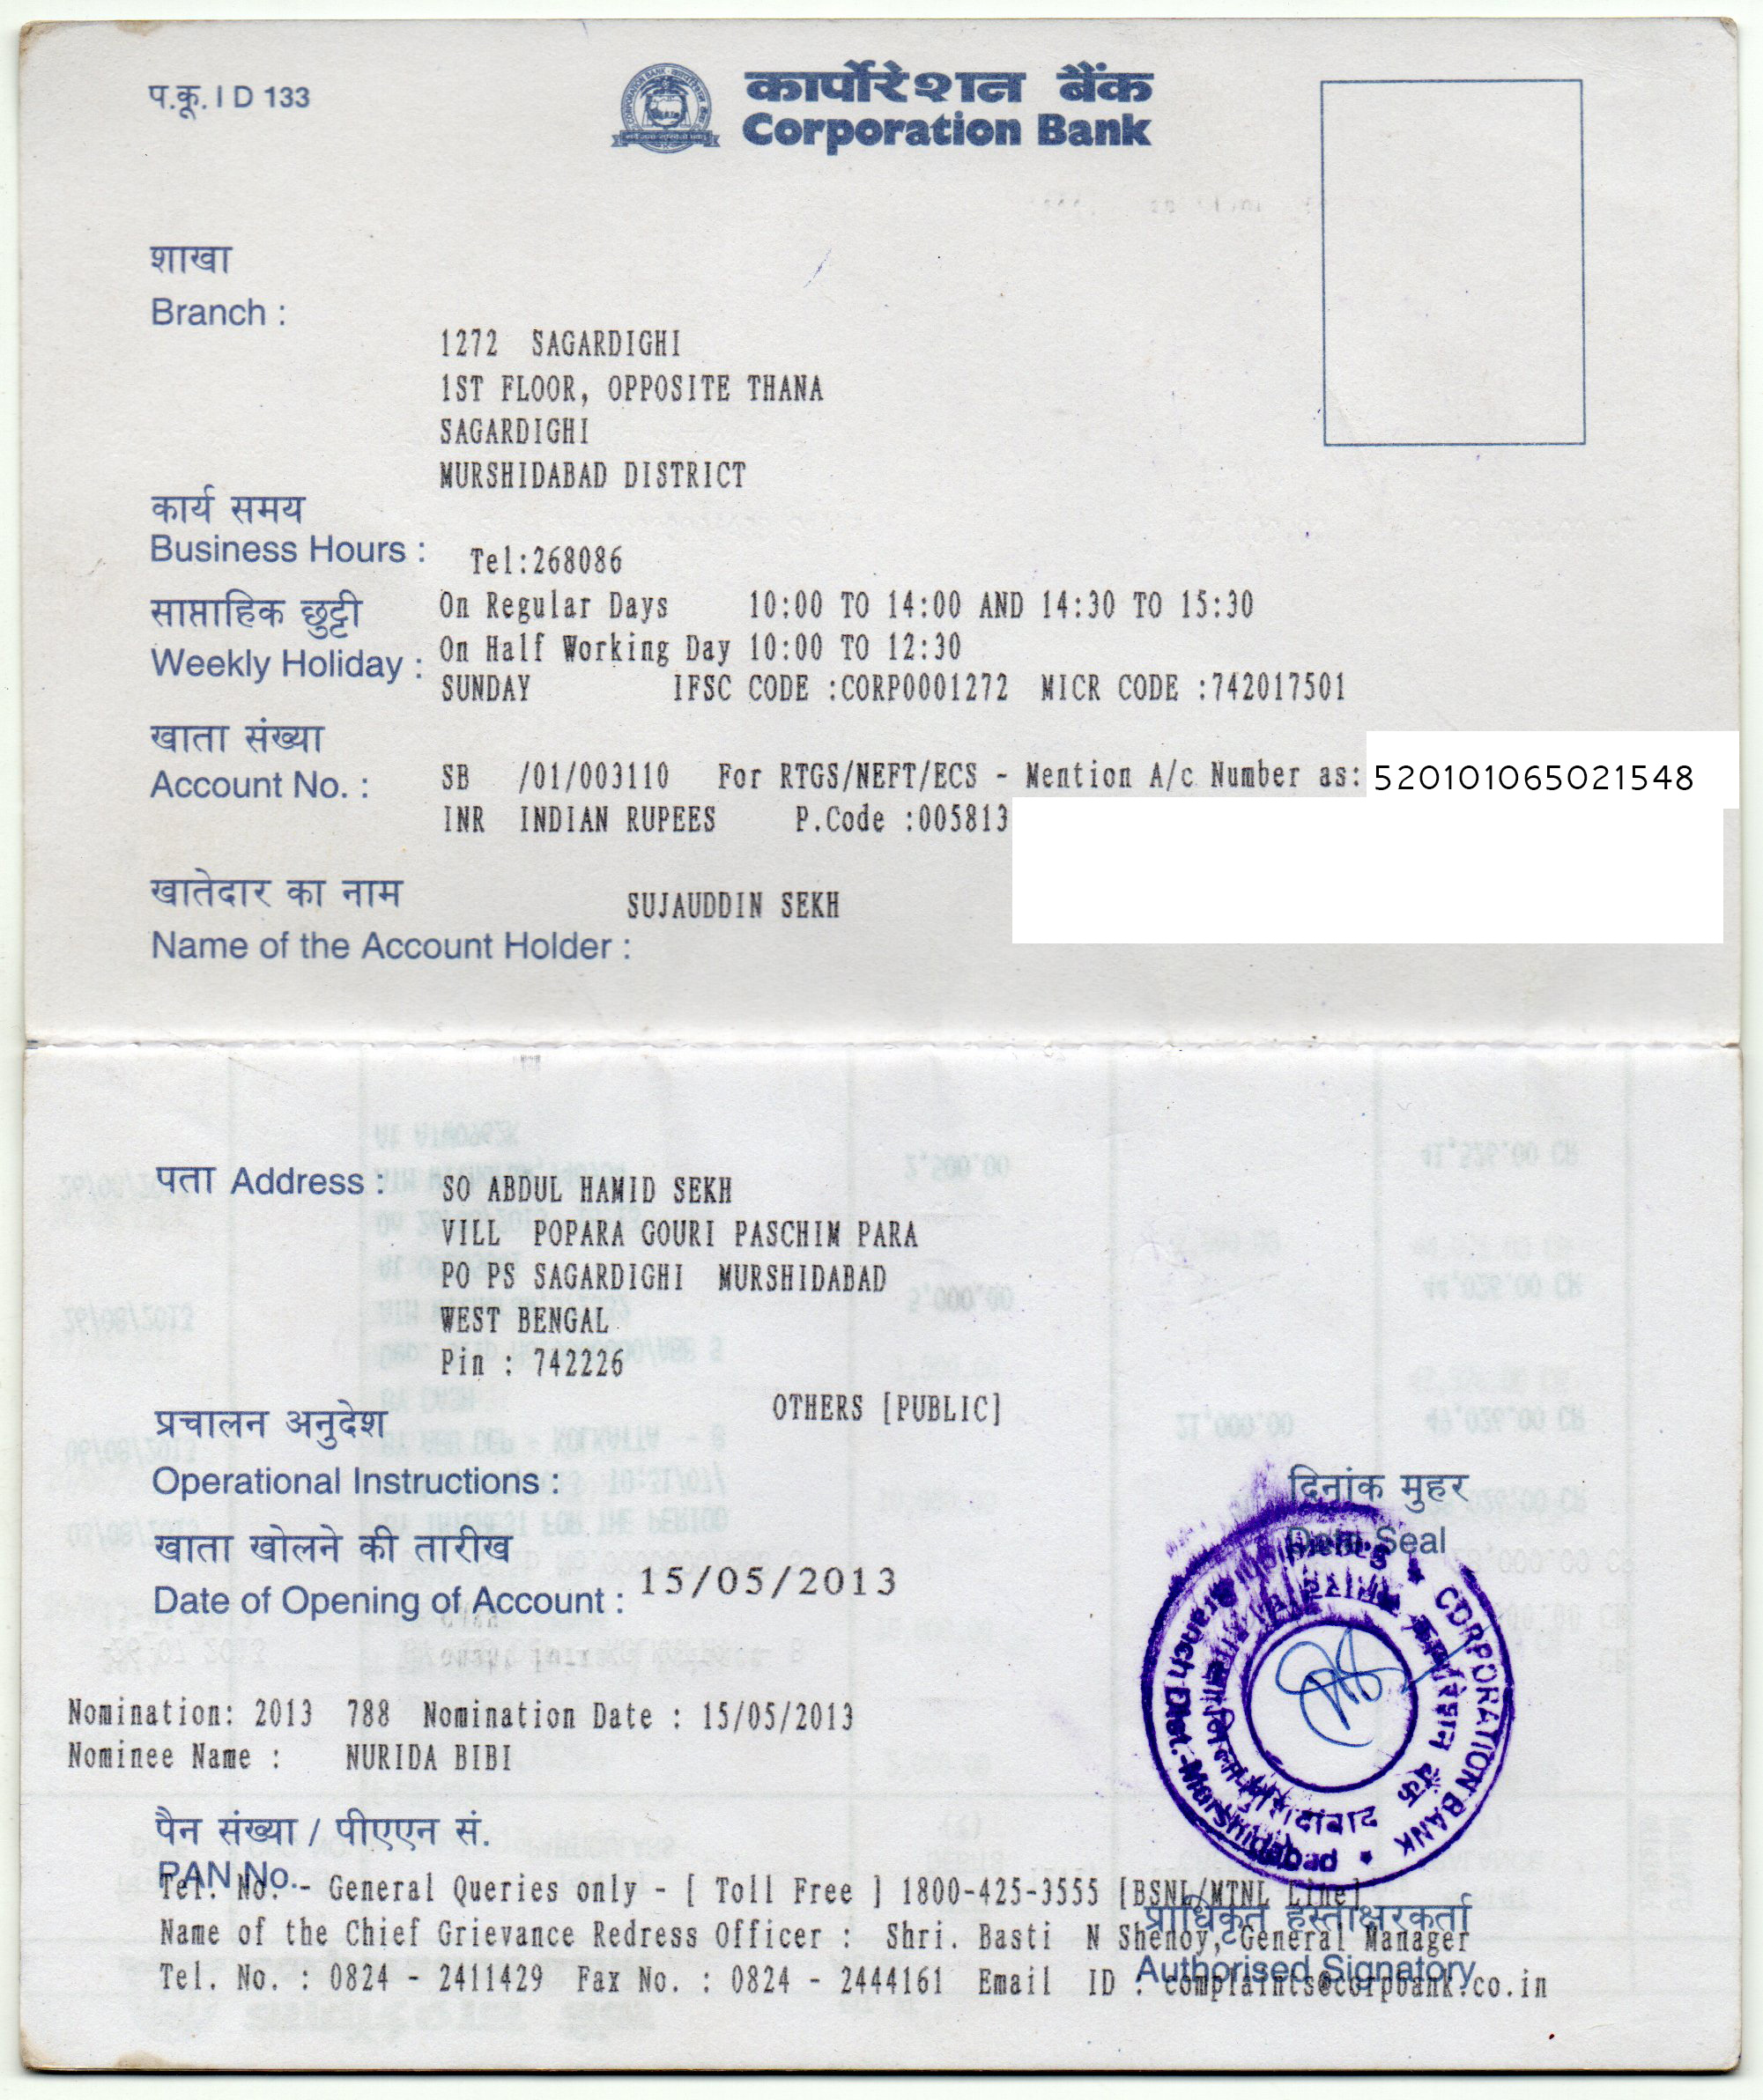 प.कू. I D 133
कार्पोरेशन बैंक
Corporation Bank
शाखा
Branch :
1272 SAGARDIGHI
1ST FLOOR, OPPOSITE THANA
SAGARDIGHI
MURSHIDABAD DISTRICT
कार्य समय
Business Hours : Tel:268086
साप्ताहिक छुट्टी On Regular Days 10:00 TO 14:00 AND 14:30 TO 15:30
Weekly Holiday : On Half Working Day 10:00 TO 12:30
SUNDAY IFSC CODE :CORP0001272 MICR CODE :742017501
खाता संख्या
Account No. : SB /01/003110 For RTGS/NEFT/ECS - Mention A/c Number as: 520101065021548
INR INDIAN RUPEES P.Code :005813
खातेदार का नाम SUJAUDDIN SEKH
Name of the Account Holder :
पता Address : SO ABDUL HAMID SEKH
VILL POPARA GOURI PASCHIM PARA
PO PS SAGARDIGHI MURSHIDABAD
WEST BENGAL
Pin : 742226
OTHERS [PUBLIC]
प्रचालन अनुदेश
Operational Instructions :
दिनांक मुहर
Date Seal
खाता खोलने की तारीख
Date of Opening of Account : 15/05/2013
CORPORATION BANK
Branch Dist.-Murshidabad
कार्पोरेशन बैंक
Nomination: 2013 788 Nomination Date : 15/05/2013
Nominee Name : NURIDA BIBI
पैन संख्या / पीएएन सं.
PAN No.
Tel. No. - General Queries only - [ Toll Free ] 1800-425-3555 [BSNL/MTNL Line]
प्राधिकृत हस्ताक्षरकर्ता
Name of the Chief Grievance Redress Officer : Shri. Basti N Shenoy, General Manager
Authorised Signatory
Tel. No. : 0824 - 2411429 Fax No. : 0824 - 2444161 Email ID : complaints@corpbank.co.in